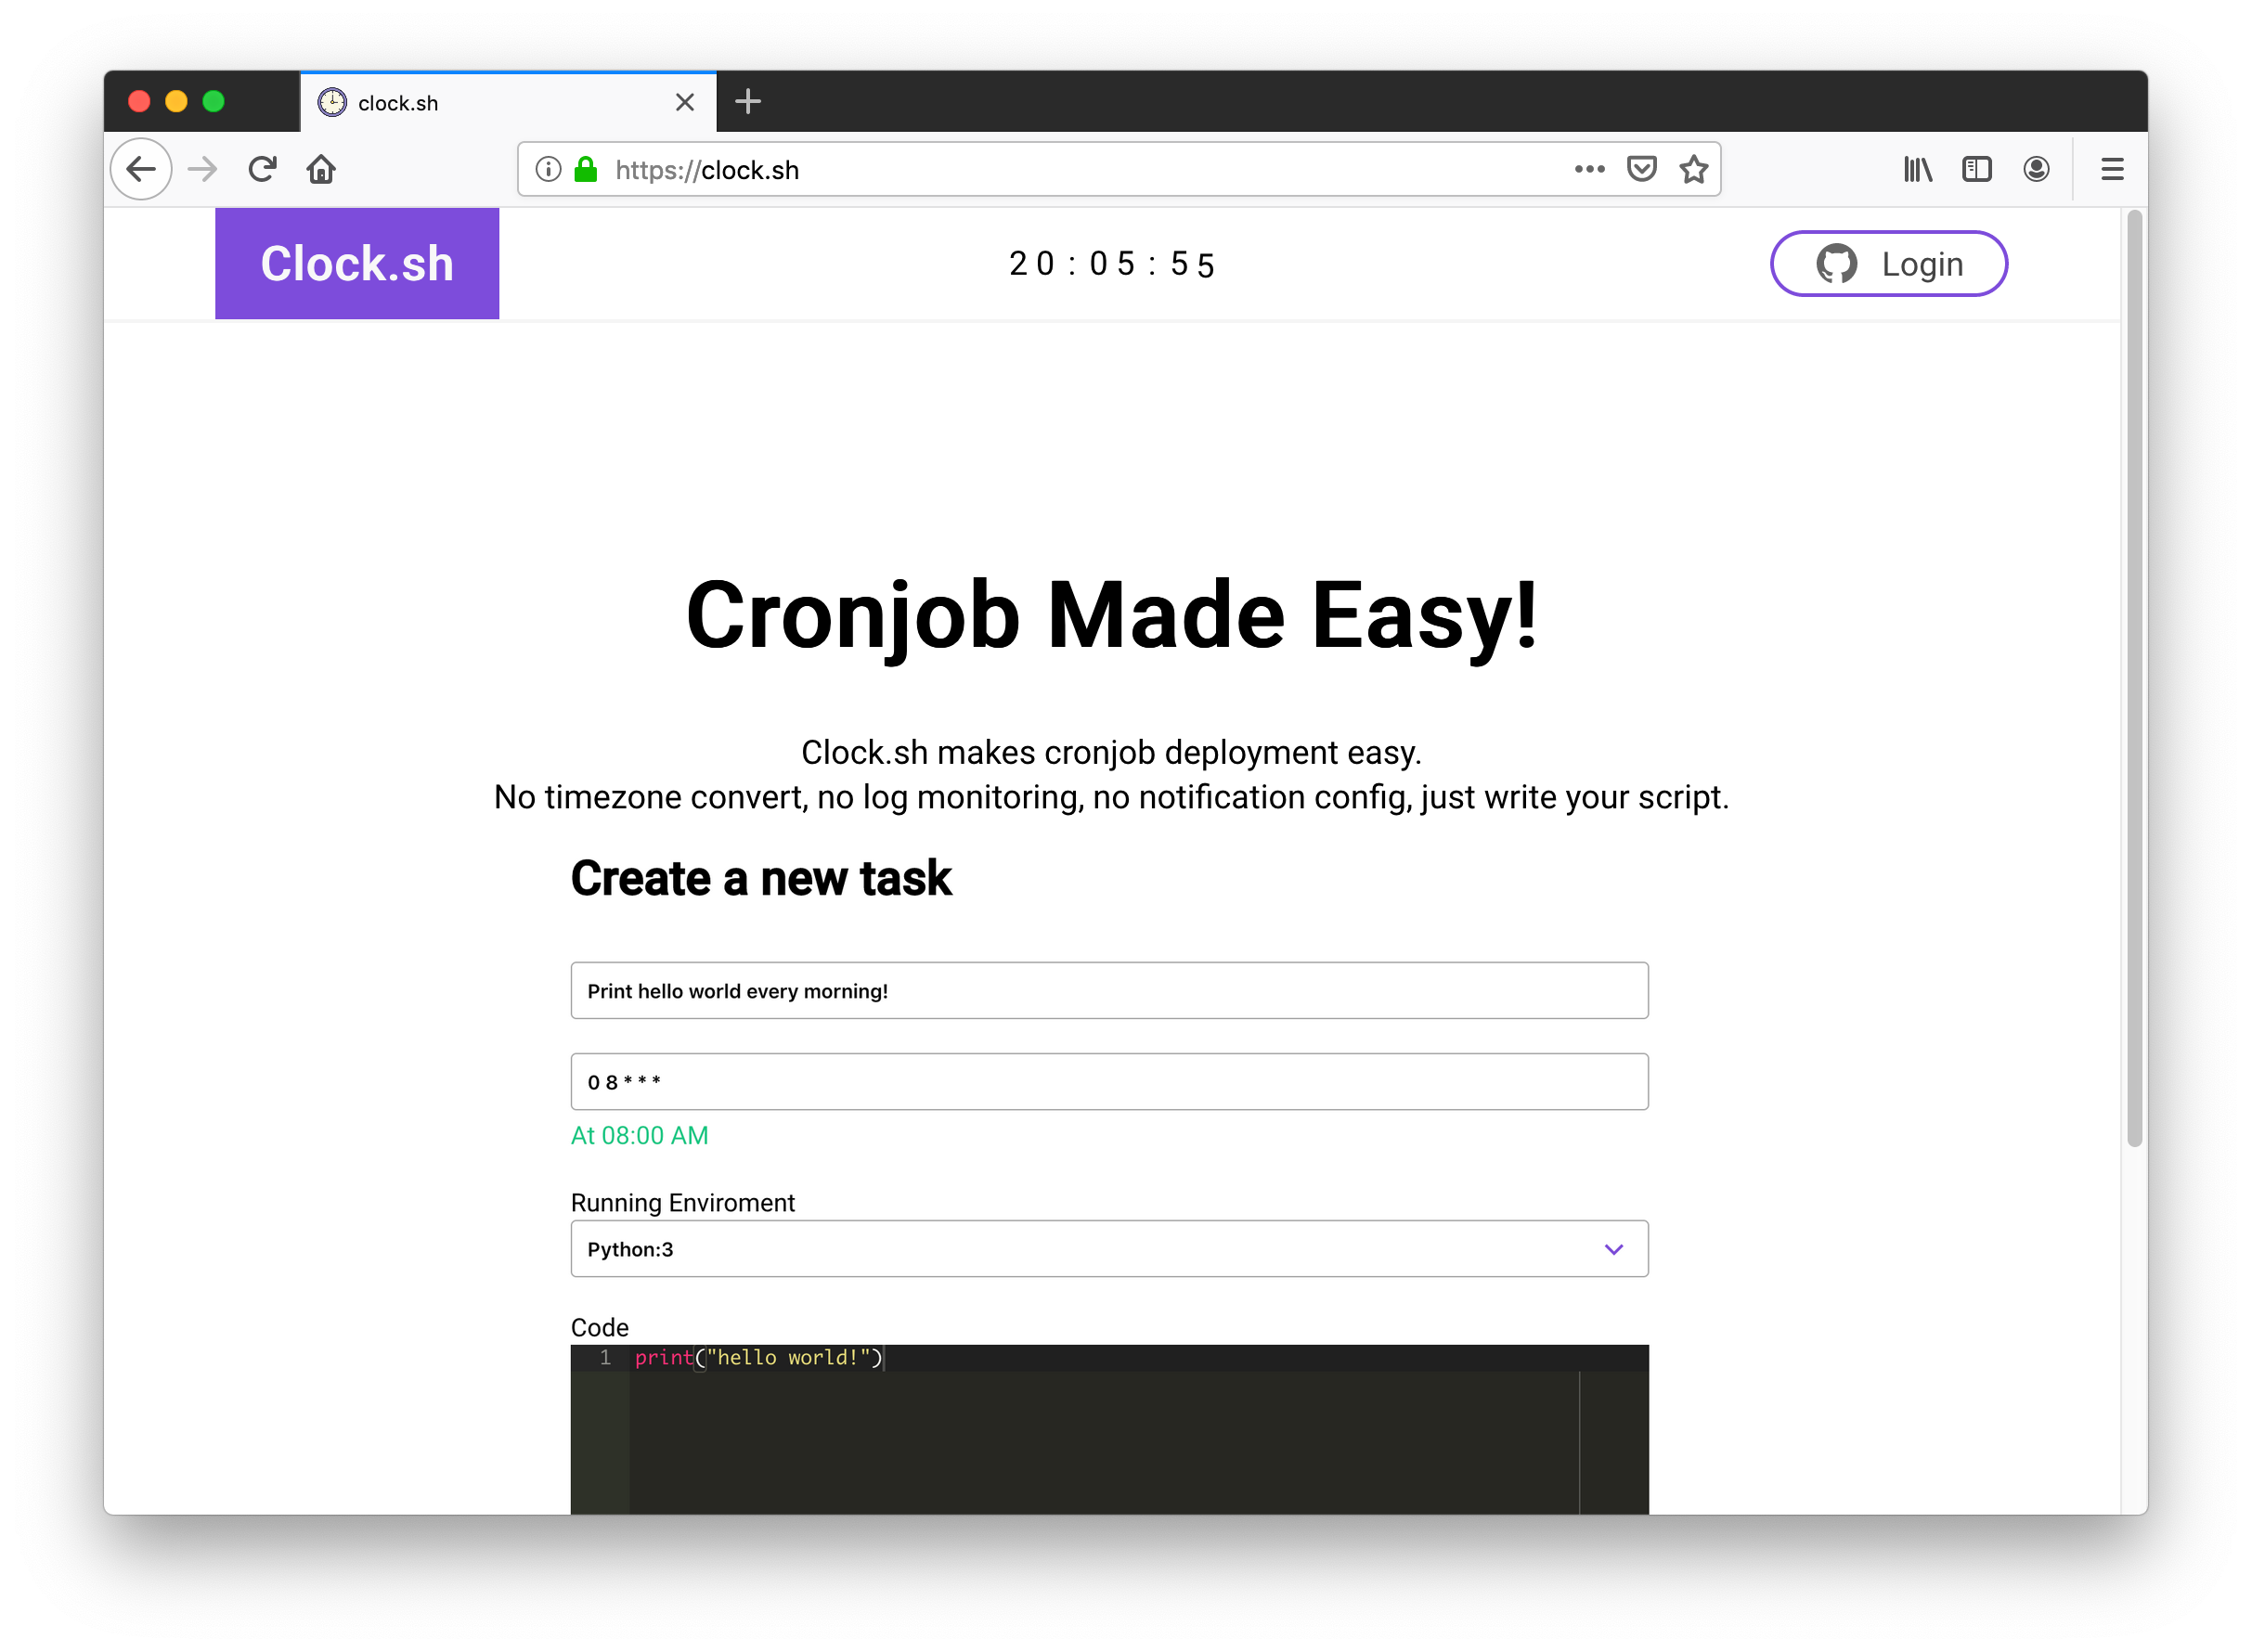 clock.sh
https://clock.sh
Clock.sh
20:05:55
Login
Cronjob Made Easy!
Clock.sh makes cronjob deployment easy.
No timezone convert, no log monitoring, no notification config, just write your script.
Create a new task
Print hello world every morning!
0 8 * * *
At 08:00 AM
Running Enviroment
Python:3
Code
1 print("hello world!")